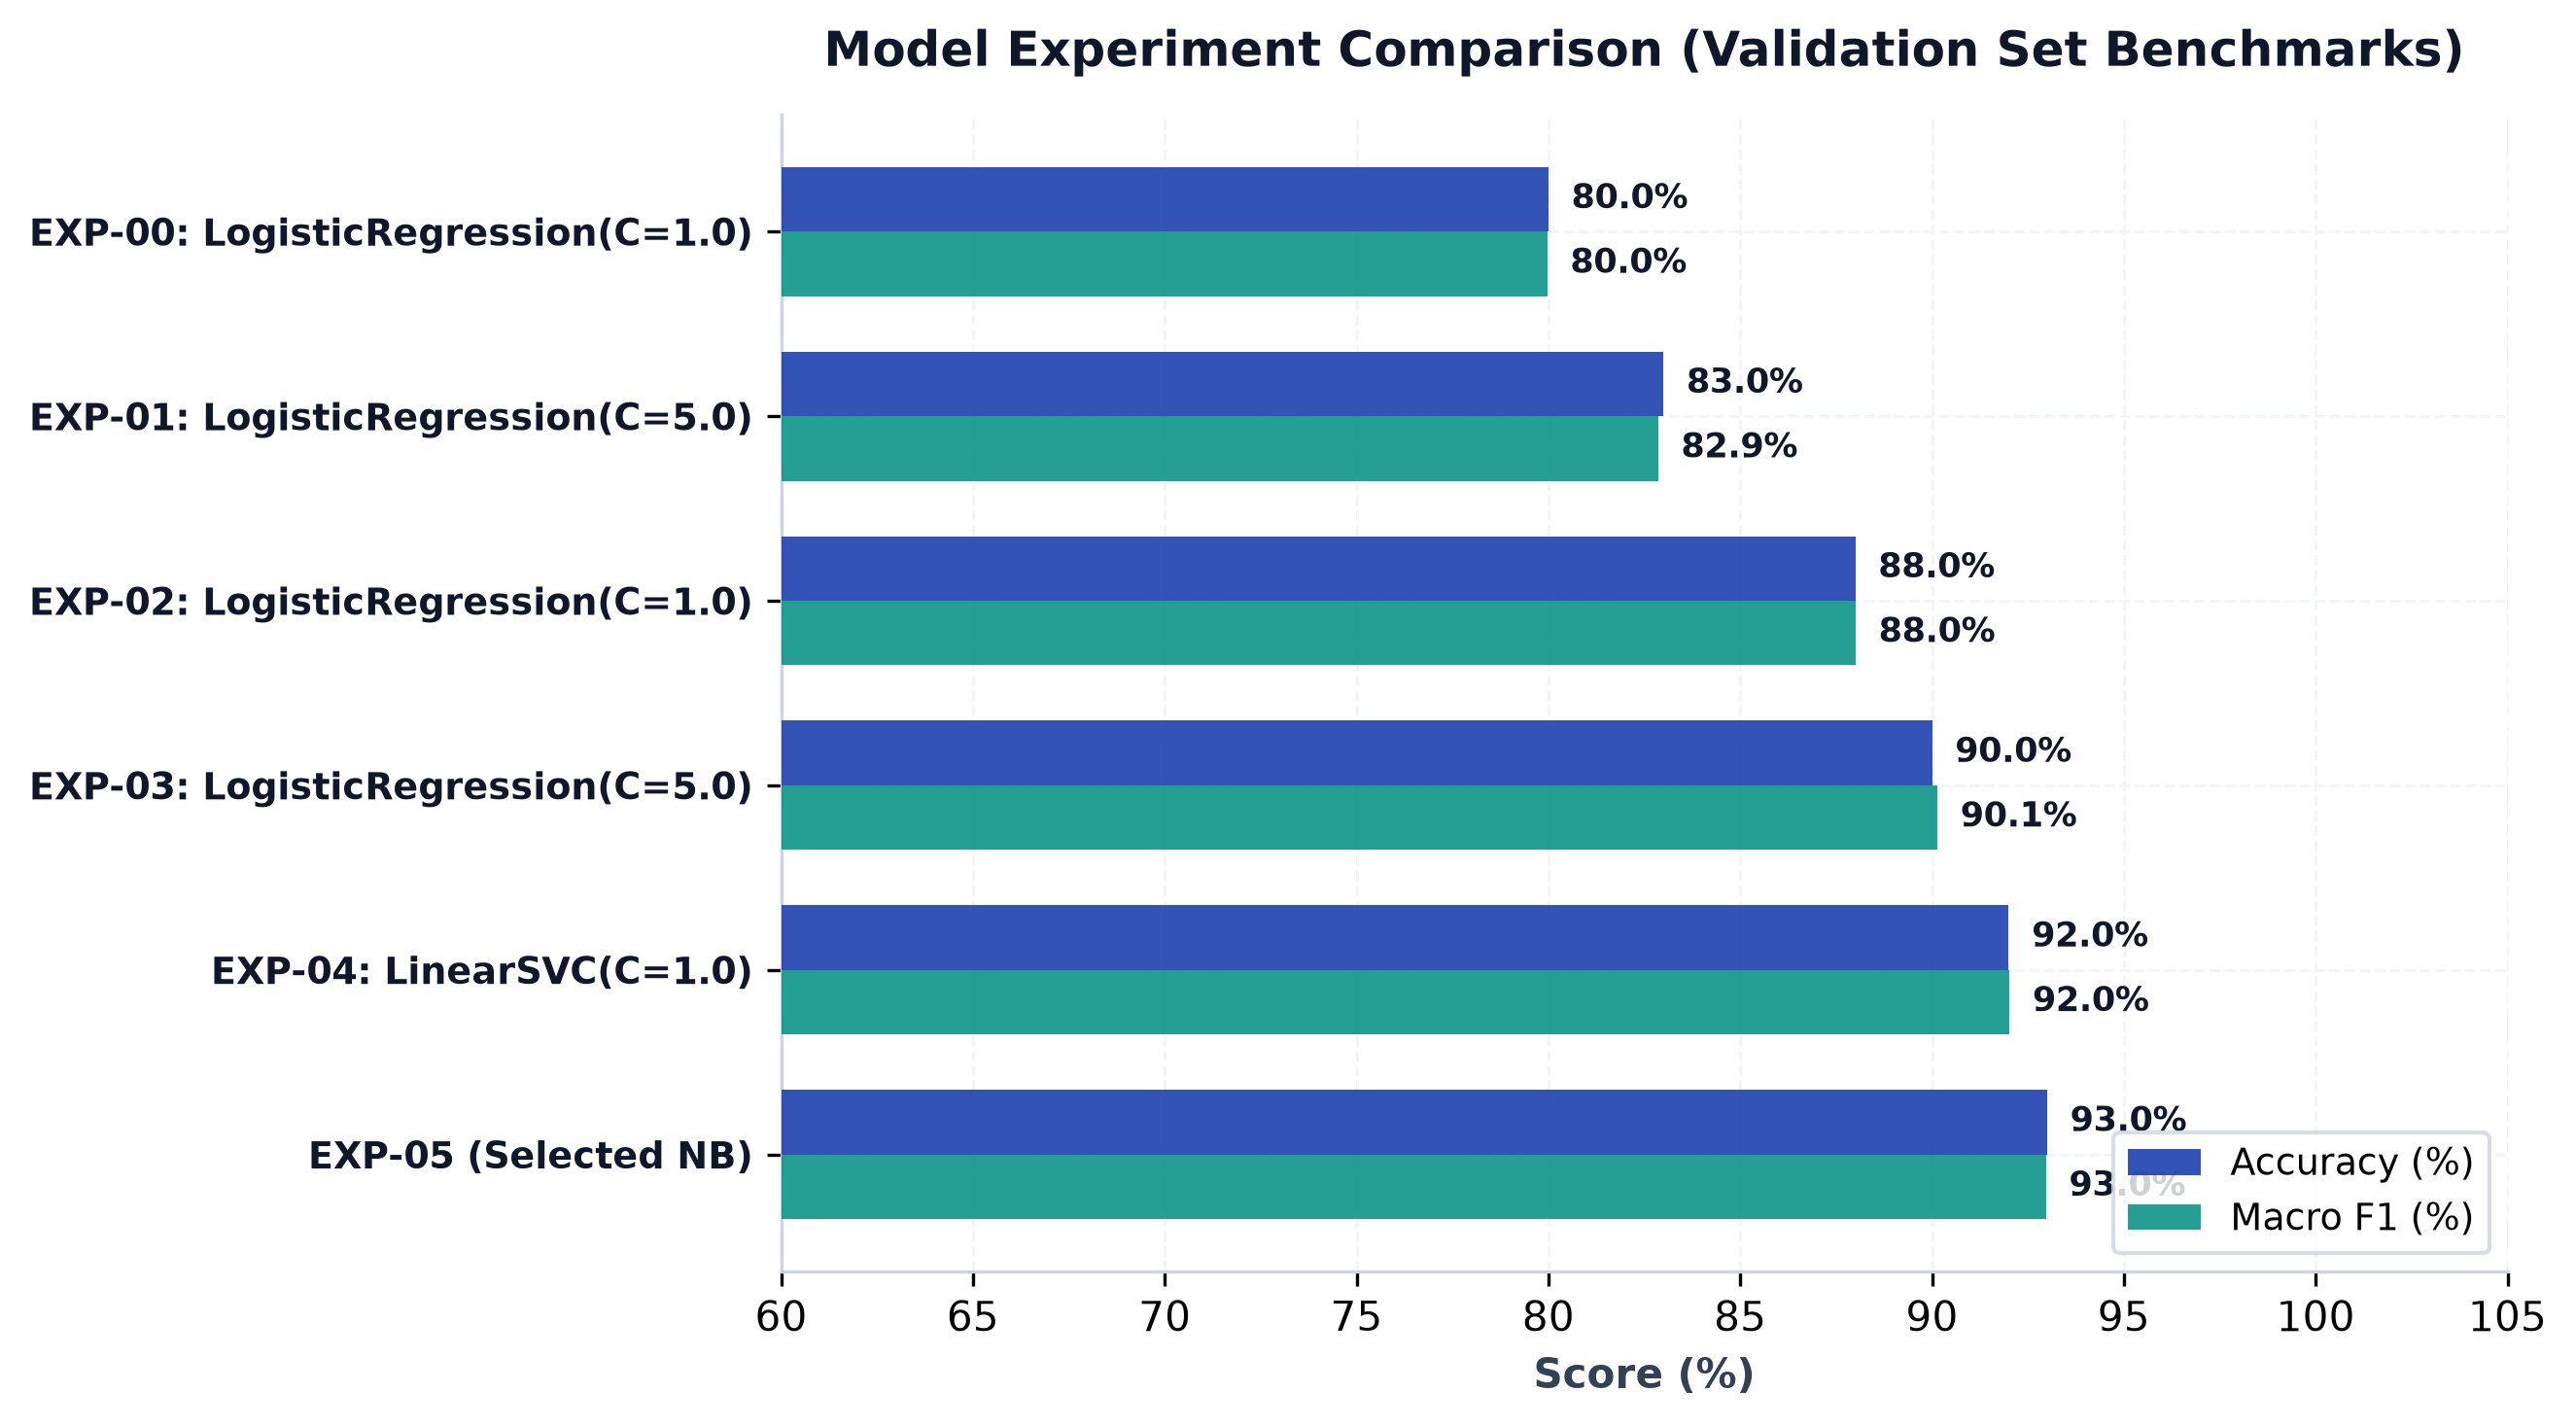 Model Experiment Comparison (Validation Set Benchmarks)
EXP-00: LogisticRegression(C=1.0)
80.0%
80.0%
EXP-01: LogisticRegression(C=5.0)
83.0%
82.9%
EXP-02: LogisticRegression(C=1.0)
88.0%
88.0%
EXP-03: LogisticRegression(C=5.0)
90.0%
90.1%
EXP-04: LinearSVC(C=1.0)
92.0%
92.0%
EXP-05 (Selected NB)
93.0%
93.0%
Accuracy (%)
Macro F1 (%)
60 65 70 75 80 85 90 95 100 105
Score (%)